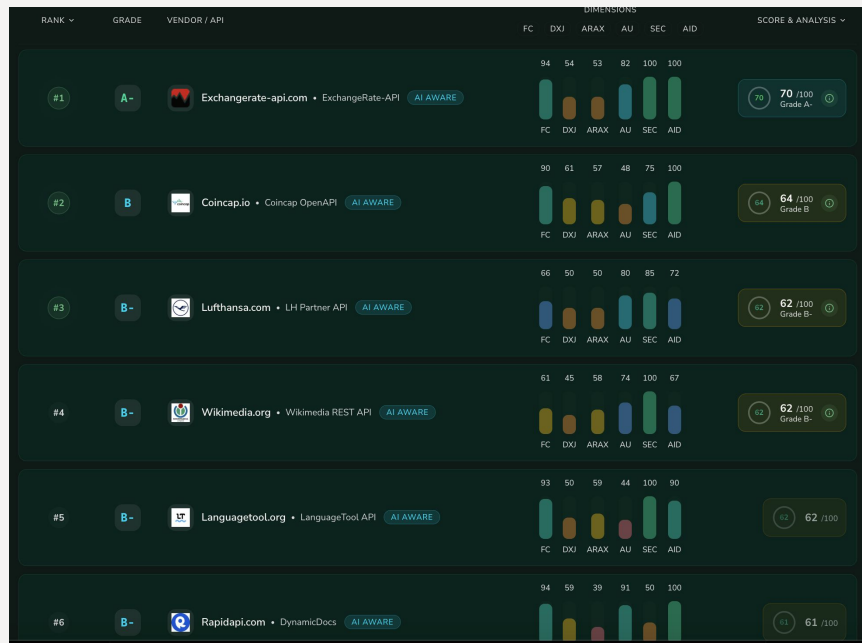 DIMENSIONS
RANK GRADE VENDOR / API FC DXJ ARAX AU SEC AID SCORE & ANALYSIS
94 54 53 82 100 100
#1 A- Exchangerate-api.com • ExchangeRate-API AI AWARE 70 70 /100
Grade A-
FC DXJ ARAX AU SEC AID
90 61 57 48 75 100
#2 B Coincap.io • Coincap OpenAPI AI AWARE 64 64 /100
Grade B
FC DXJ ARAX AU SEC AID
66 50 50 80 85 72
#3 B- Lufthansa.com • LH Partner API AI AWARE 62 62 /100
Grade B-
FC DXJ ARAX AU SEC AID
61 45 58 74 100 67
#4 B- Wikimedia.org • Wikimedia REST API AI AWARE 62 62 /100
Grade B-
FC DXJ ARAX AU SEC AID
93 50 59 44 100 90
#5 B- LT Languagetool.org • LanguageTool API AI AWARE 62 62 /100
FC DXJ ARAX AU SEC AID
94 59 39 91 50 100
#6 B- Rapidapi.com • DynamicDocs AI AWARE 61 61 /100